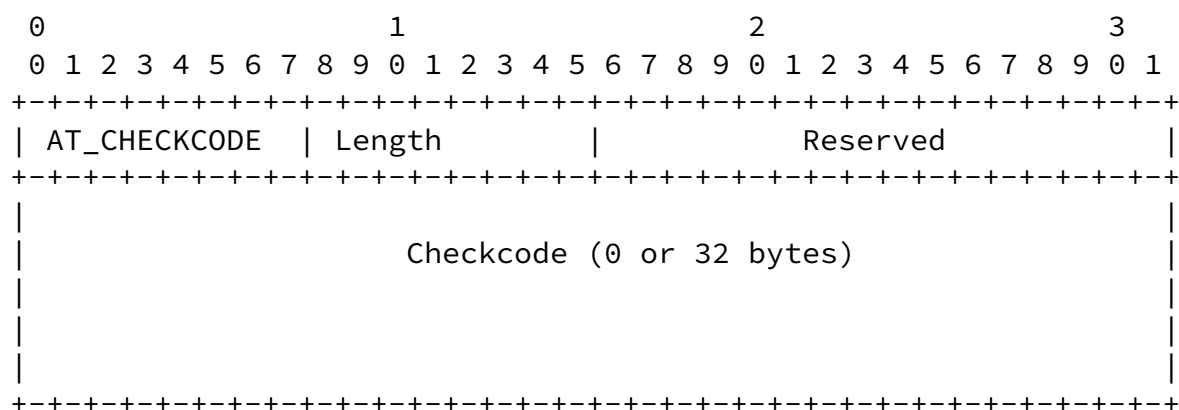 0                   1                   2                   3
 0 1 2 3 4 5 6 7 8 9 0 1 2 3 4 5 6 7 8 9 0 1 2 3 4 5 6 7 8 9 0 1
+-+-+-+-+-+-+-+-+-+-+-+-+-+-+-+-+-+-+-+-+-+-+-+-+-+-+-+-+-+-+-+-+
| AT_CHECKCODE  | Length        |           Reserved            |
+-+-+-+-+-+-+-+-+-+-+-+-+-+-+-+-+-+-+-+-+-+-+-+-+-+-+-+-+-+-+-+-+
|                                                               |
|                     Checkcode (0 or 32 bytes)                 |
|                                                               |
|                                                               |
|                                                               |
+-+-+-+-+-+-+-+-+-+-+-+-+-+-+-+-+-+-+-+-+-+-+-+-+-+-+-+-+-+-+-+-+